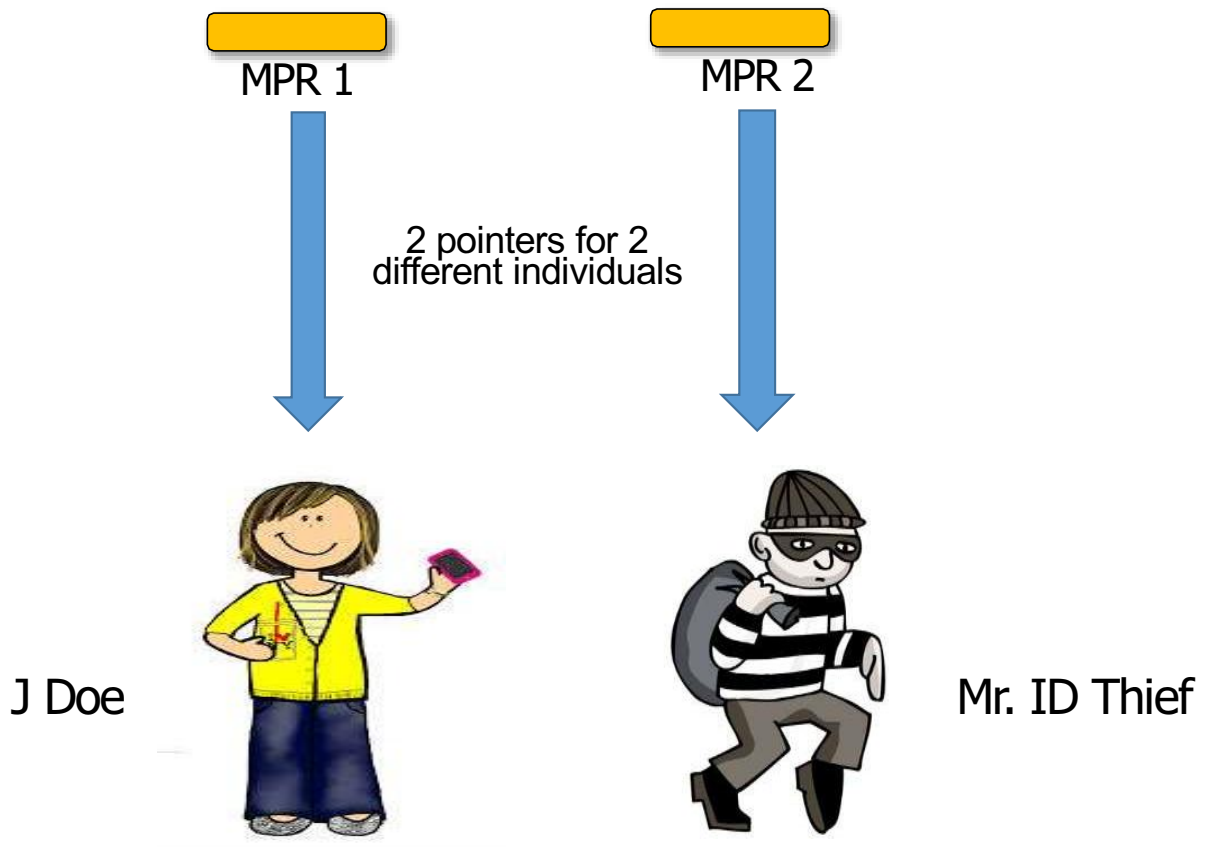 MPR 1
MPR 2
2 pointers for 2
different individuals
J Doe
Mr. ID Thief